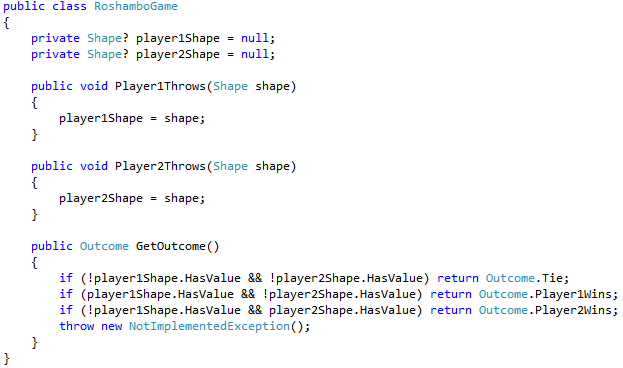 public class RoshamboGame
{
    private Shape? player1Shape = null;
    private Shape? player2Shape = null;

    public void Player1Throws(Shape shape)
    {
        player1Shape = shape;
    }

    public void Player2Throws(Shape shape)
    {
        player2Shape = shape;
    }

    public Outcome GetOutcome()
    {
        if (!player1Shape.HasValue && !player2Shape.HasValue) return Outcome.Tie;
        if (player1Shape.HasValue && !player2Shape.HasValue) return Outcome.Player1Wins;
        if (!player1Shape.HasValue && player2Shape.HasValue) return Outcome.Player2Wins;
        throw new NotImplementedException();
    }
}